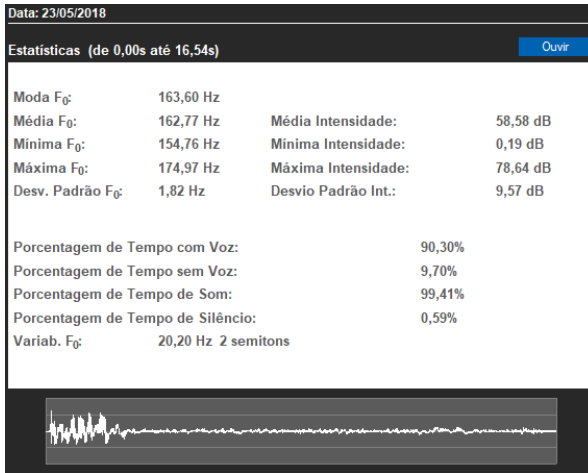 Data: 23/05/2018
Estatísticas (de 0,00s até 16,54s) Ouvir
Moda F₀: 163,60 Hz
Média F₀: 162,77 Hz Média Intensidade: 58,58 dB
Mínima F₀: 154,76 Hz Mínima Intensidade: 0,19 dB
Máxima F₀: 174,97 Hz Máxima Intensidade: 78,64 dB
Desv. Padrão F₀: 1,82 Hz Desvio Padrão Int.: 9,57 dB
Porcentagem de Tempo com Voz: 90,30%
Porcentagem de Tempo sem Voz: 9,70%
Porcentagem de Tempo de Som: 99,41%
Porcentagem de Tempo de Silêncio: 0,59%
Variab. F₀: 20,20 Hz 2 semitons